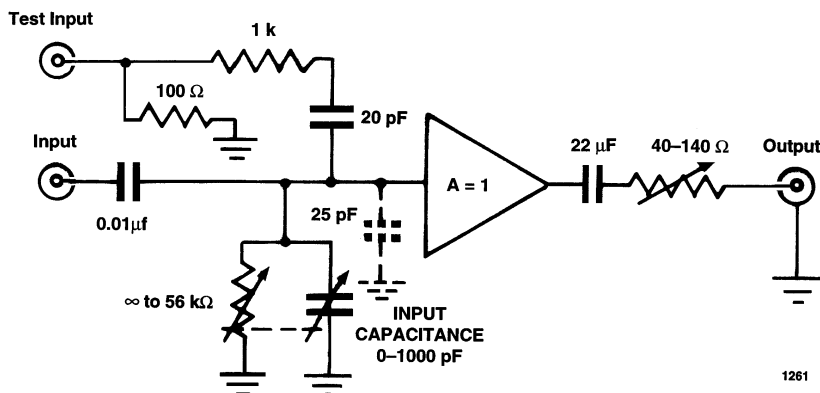 Test Input
1 k
100 Ω
20 pF
Input
22 μF
40–140 Ω
Output
A = 1
0.01μf
25 pF
∞ to 56 kΩ
INPUT
CAPACITANCE
0–1000 pF
1261